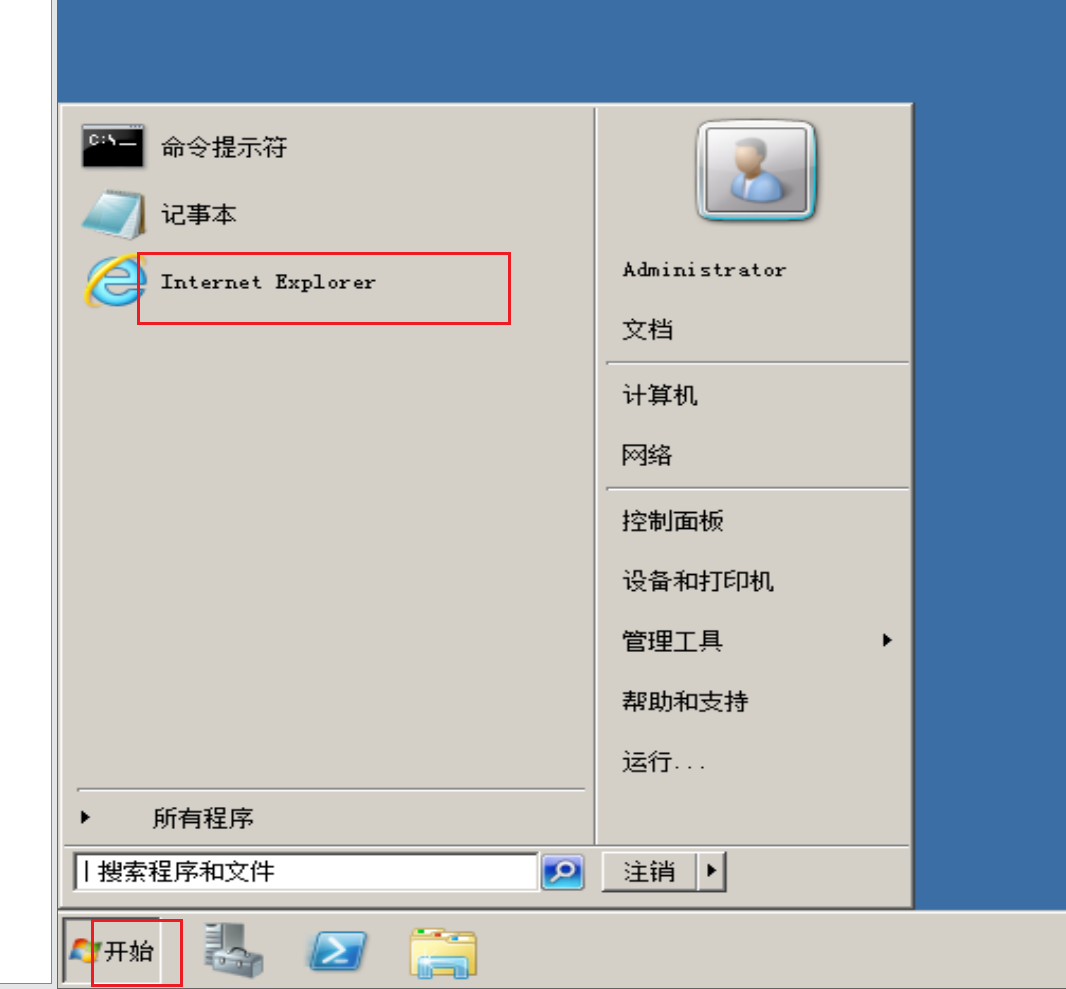 C:\
命令提示符
记事本
Internet Explorer
所有程序
搜索程序和文件
Administrator
文档
计算机
网络
控制面板
设备和打印机
管理工具
帮助和支持
运行...
注销
开始